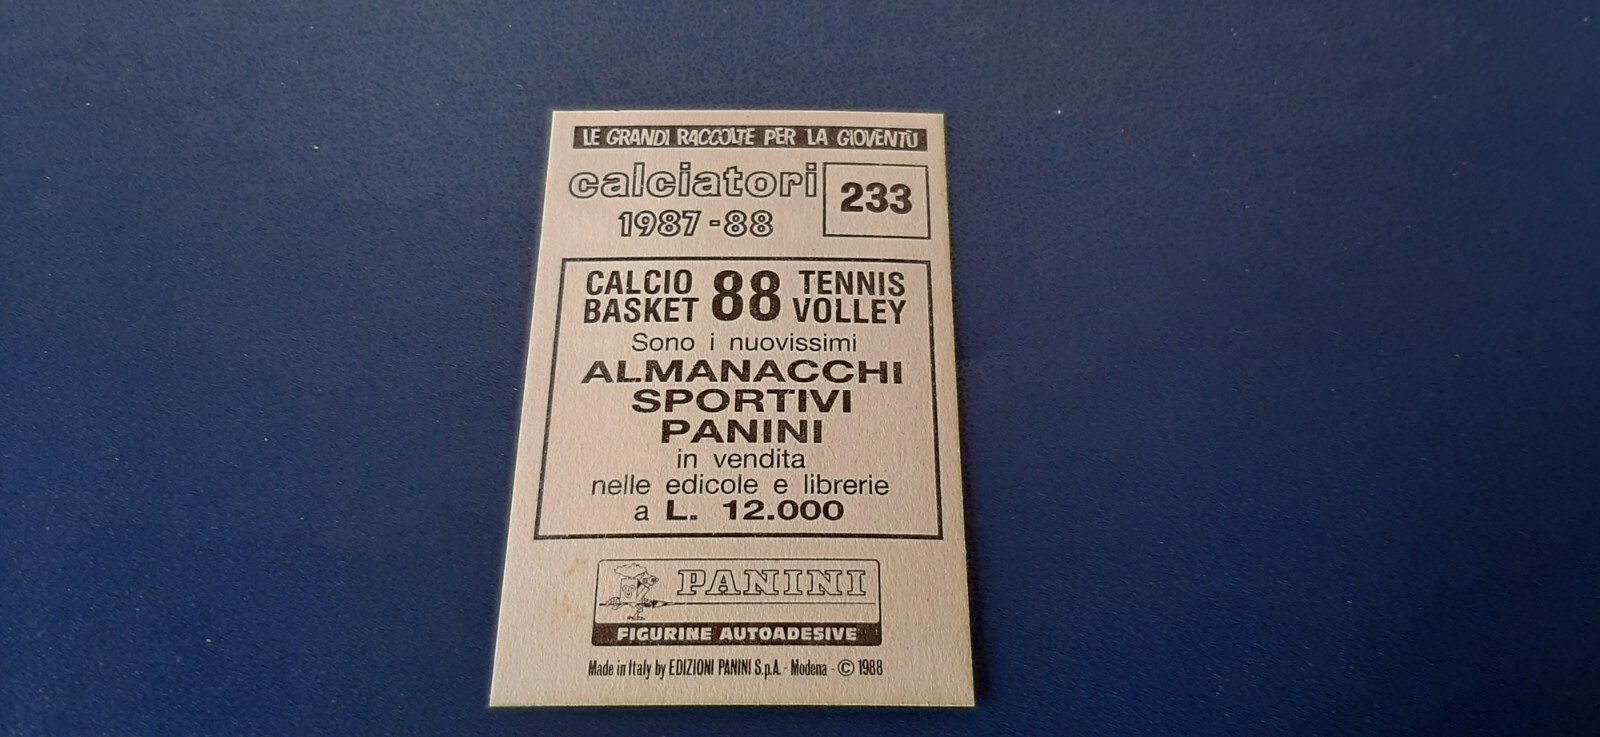 LE GRANDI RACCOLTE PER LA GIOVENTÙ
calciatori
1987-88
233
CALCIO 88 TENNIS
BASKET VOLLEY
Sono i nuovissimi
ALMANACCHI
SPORTIVI
PANINI
in vendita
nelle edicole e librerie
a L. 12.000
PANINI
FIGURINE AUTOADESIVE
Made in Italy by EDIZIONI PANINI S.p.A. - Modena - © 1988